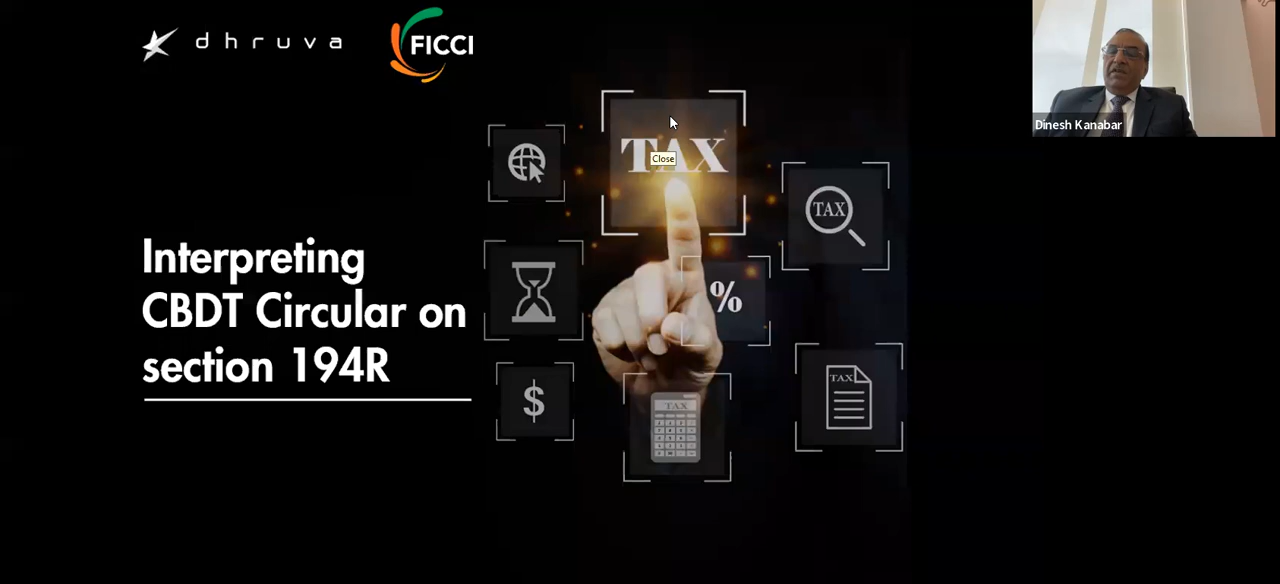 dhruva
FICCI
Dinesh Kanabar
TAX
Close
TAX
Interpreting
CBDT Circular on
section 194R
%
$
TAX
TAX